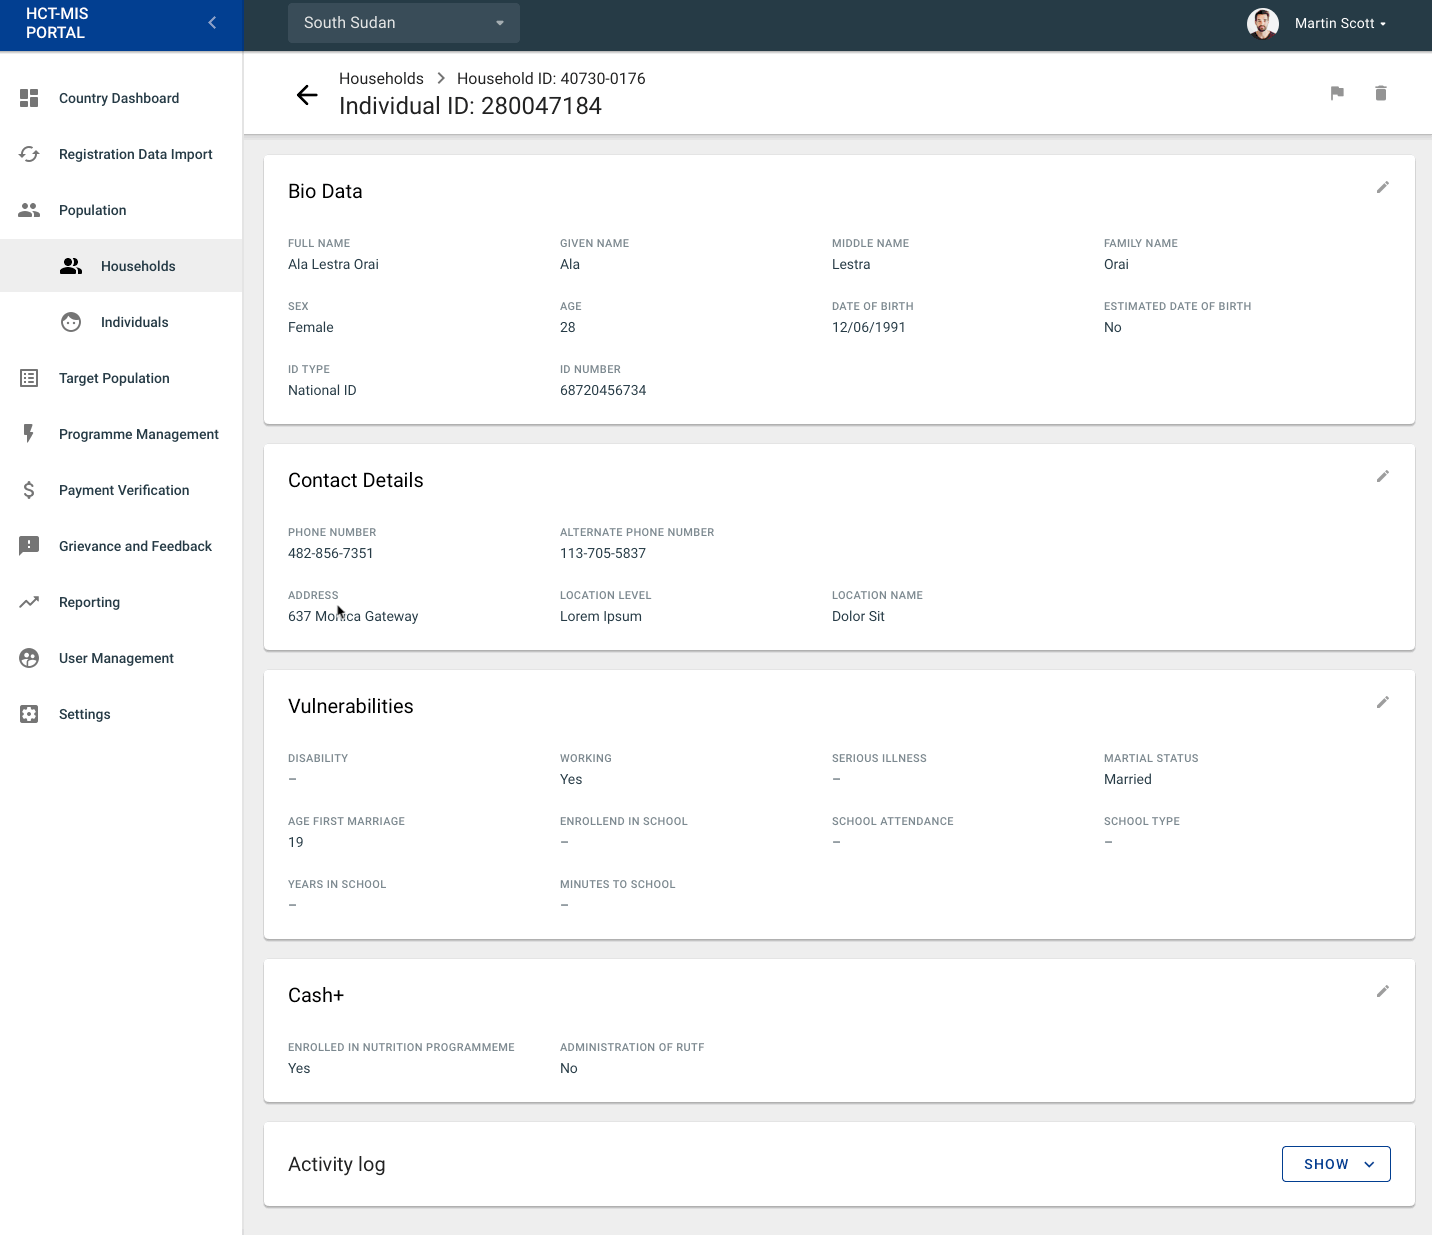 HCT-MIS
PORTAL
South Sudan
Martin Scott
Country Dashboard
Registration Data Import
Population
Households
Individuals
Target Population
Programme Management
Payment Verification
Grievance and Feedback
Reporting
User Management
Settings
Households > Household ID: 40730-0176
Individual ID: 280047184
Bio Data
FULL NAME GIVEN NAME MIDDLE NAME FAMILY NAME
Ala Lestra Orai Ala Lestra Orai
SEX AGE DATE OF BIRTH ESTIMATED DATE OF BIRTH
Female 28 12/06/1991 No
ID TYPE ID NUMBER
National ID 68720456734
Contact Details
PHONE NUMBER ALTERNATE PHONE NUMBER
482-856-7351 113-705-5837
ADDRESS LOCATION LEVEL LOCATION NAME
637 Monica Gateway Lorem Ipsum Dolor Sit
Vulnerabilities
DISABILITY WORKING SERIOUS ILLNESS MARTIAL STATUS
– Yes – Married
AGE FIRST MARRIAGE ENROLLEND IN SCHOOL SCHOOL ATTENDANCE SCHOOL TYPE
19 – – –
YEARS IN SCHOOL MINUTES TO SCHOOL
– –
Cash+
ENROLLED IN NUTRITION PROGRAMMEME ADMINISTRATION OF RUTF
Yes No
Activity log
SHOW